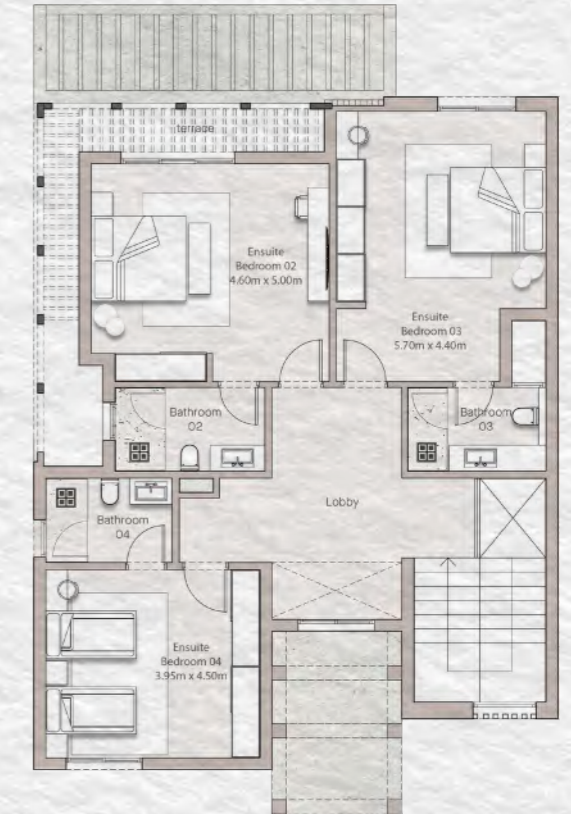 terrace
Ensuite
Bedroom 02
4.60m x 5.00m
Ensuite
Bedroom 03
5.70m x 4.40m
Bathroom
02
Bathroom
03
Lobby
Bathroom
04
Ensuite
Bedroom 04
3.95m x 4.50m